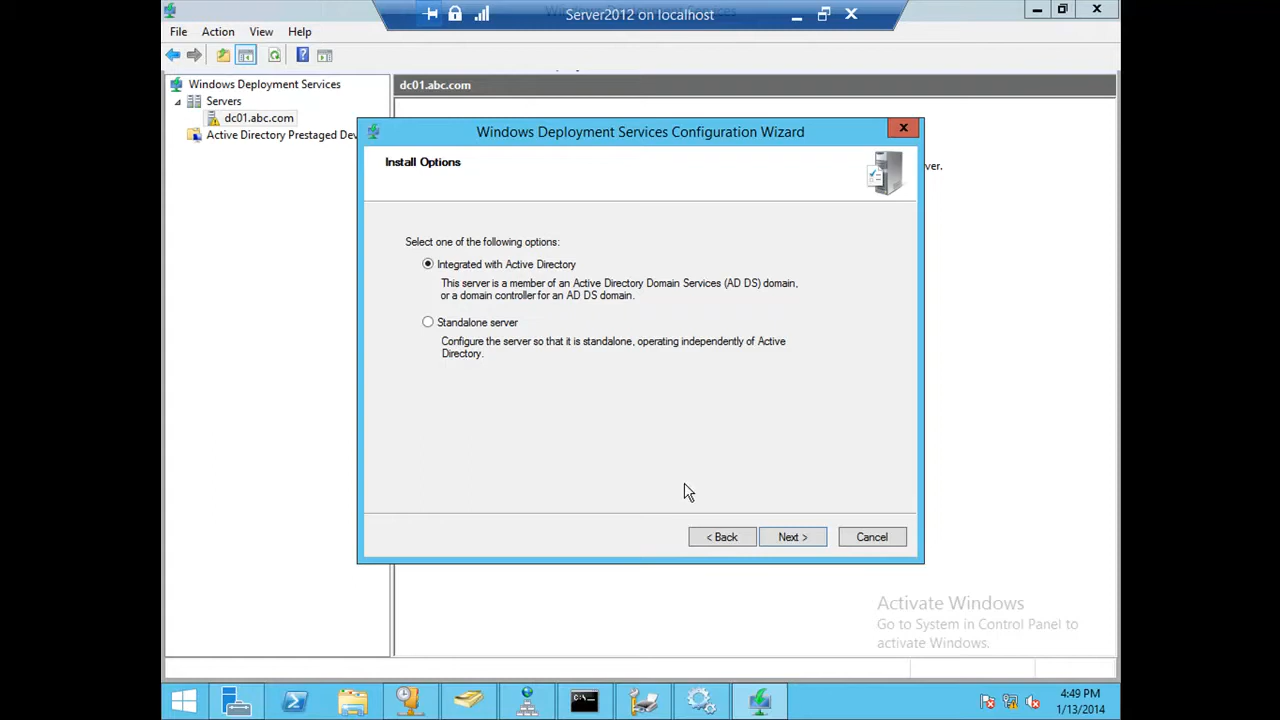 Server2012 on localhost
File Action View Help
Windows Deployment Services
Servers
dc01.abc.com
Active Directory Prestaged Dev
dc01.abc.com
ver.
Windows Deployment Services Configuration Wizard
Install Options
Select one of the following options:
Integrated with Active Directory
This server is a member of an Active Directory Domain Services (AD DS) domain,
or a domain controller for an AD DS domain.
Standalone server
Configure the server so that it is standalone, operating independently of Active
Directory.
< Back Next > Cancel
Activate Windows
Go to System in Control Panel to
activate Windows.
4:49 PM
1/13/2014